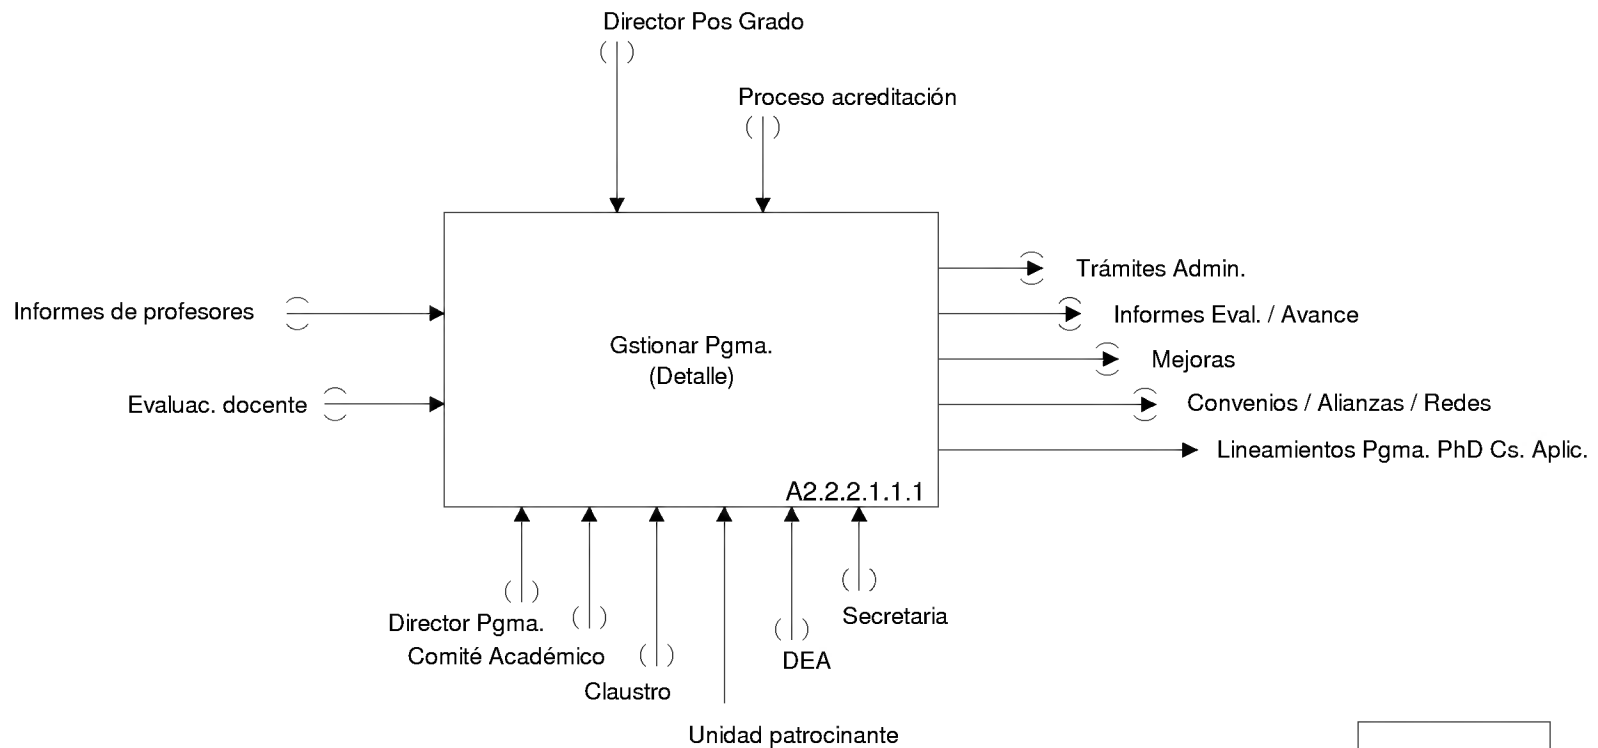 Director Pos Grado
Proceso acreditación
Trámites Admin.
Informes de profesores
Informes Eval. / Avance
Gstionar Pgma.
(Detalle)
Mejoras
Evaluac. docente
Convenios / Alianzas / Redes
Lineamientos Pgma. PhD Cs. Aplic.
A2.2.2.1.1.1
Director Pgma.
Secretaria
Comité Académico
DEA
Claustro
Unidad patrocinante